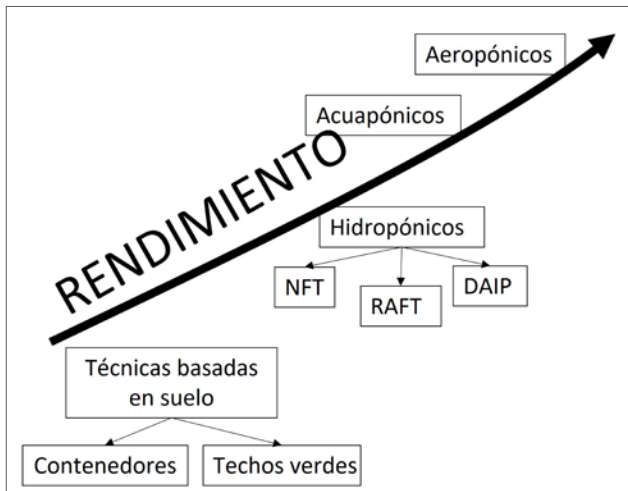 Aeropónicos
Acuapónicos
RENDIMIENTO
Hidropónicos
NFT
RAFT
DAIP
Técnicas basadas
en suelo
Contenedores
Techos verdes